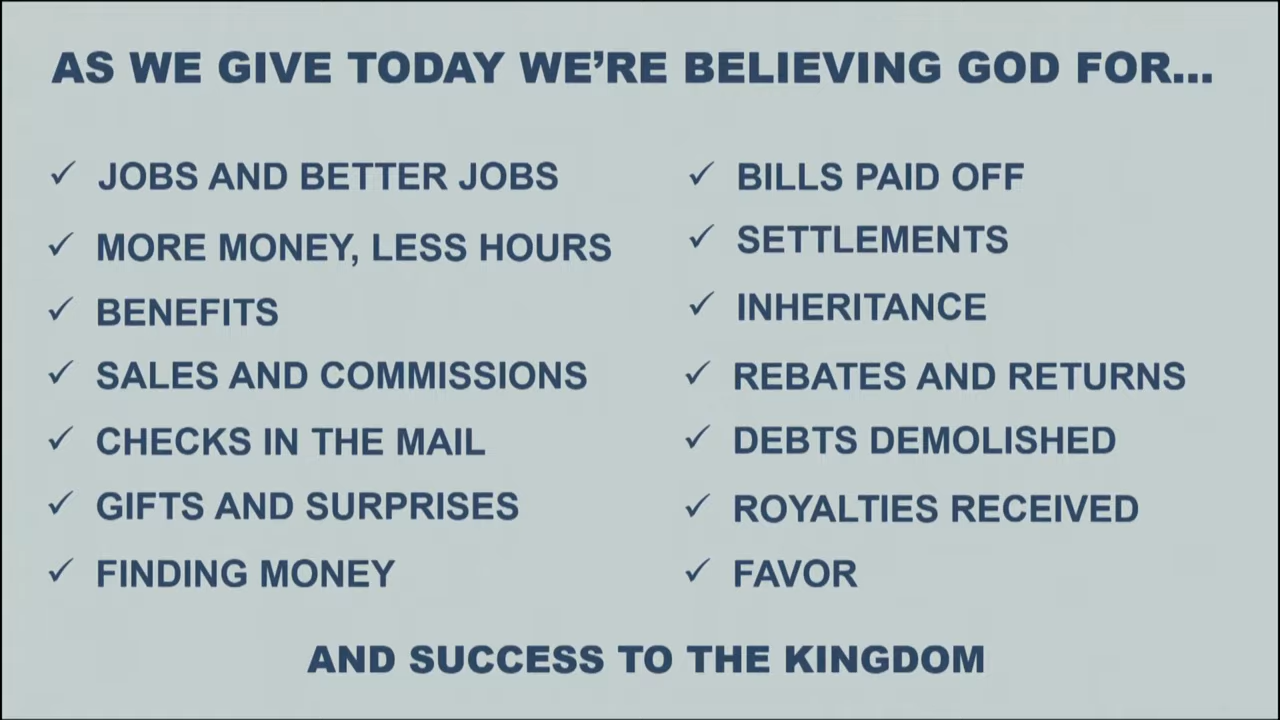 AS WE GIVE TODAY WE’RE BELIEVING GOD FOR...
✓ JOBS AND BETTER JOBS
✓ MORE MONEY, LESS HOURS
✓ BENEFITS
✓ SALES AND COMMISSIONS
✓ CHECKS IN THE MAIL
✓ GIFTS AND SURPRISES
✓ FINDING MONEY
✓ BILLS PAID OFF
✓ SETTLEMENTS
✓ INHERITANCE
✓ REBATES AND RETURNS
✓ DEBTS DEMOLISHED
✓ ROYALTIES RECEIVED
✓ FAVOR
AND SUCCESS TO THE KINGDOM